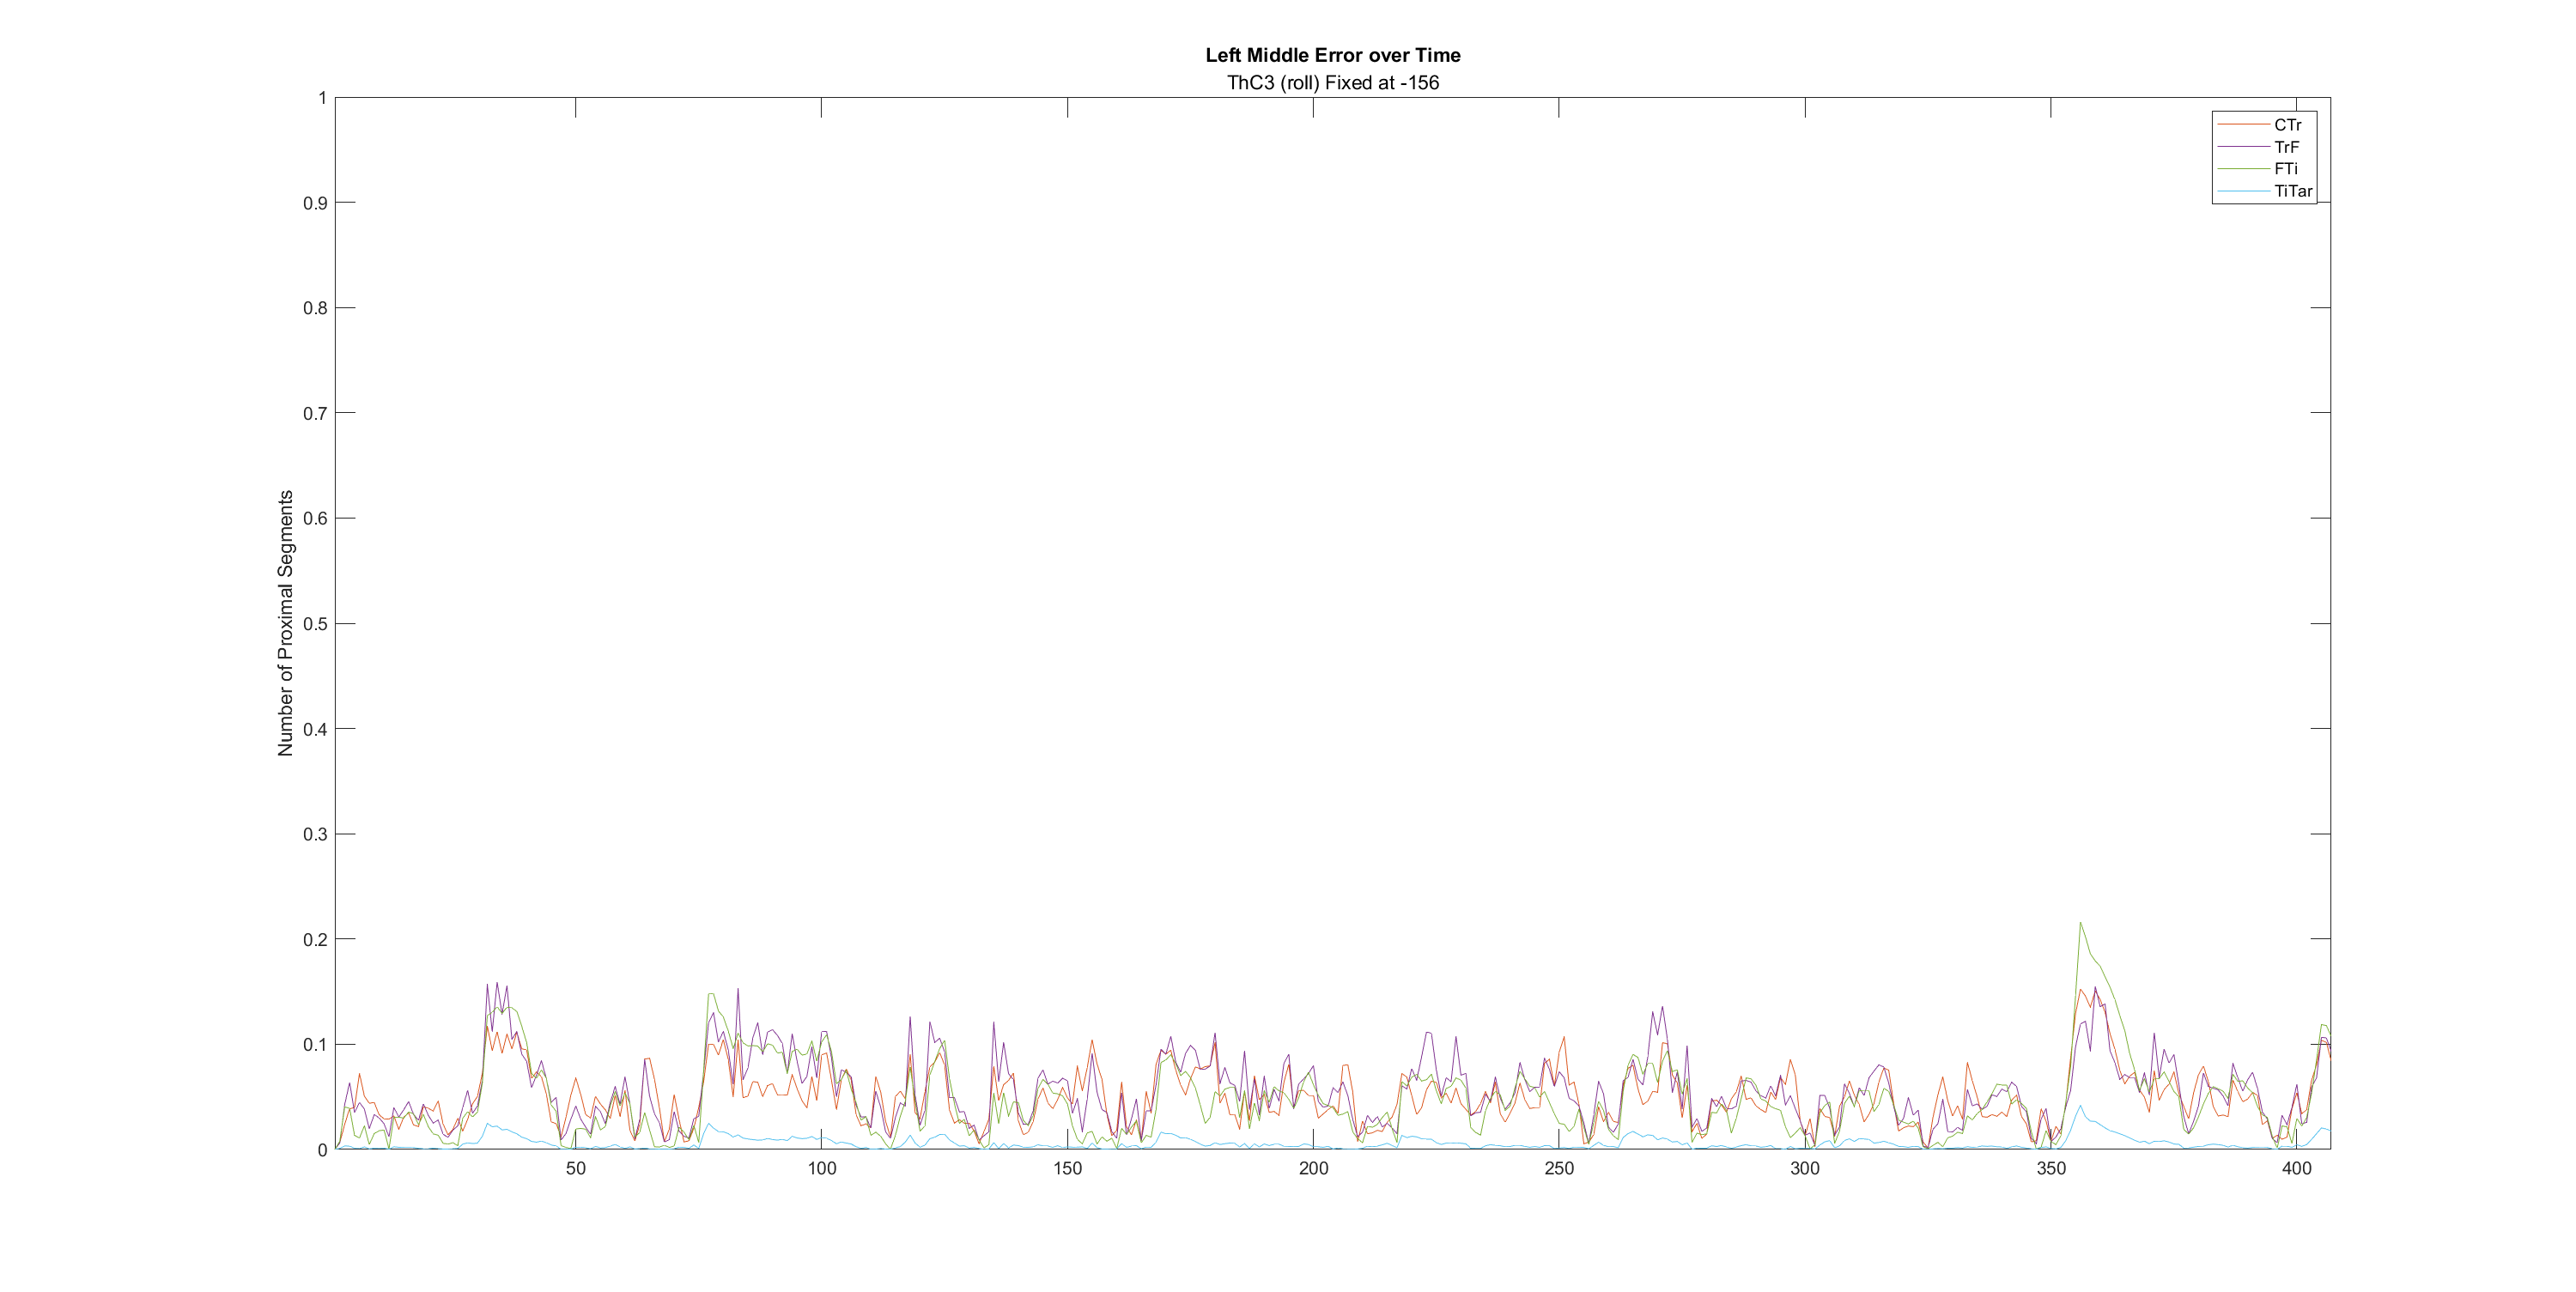 Left Middle Error over Time
ThC3 (roll) Fixed at -156
1
0.9
0.8
0.7
0.6
0.5
0.4
0.3
0.2
0.1
0
Number of Proximal Segments
CTr
TrF
FTi
TiTar
50 100 150 200 250 300 350 400